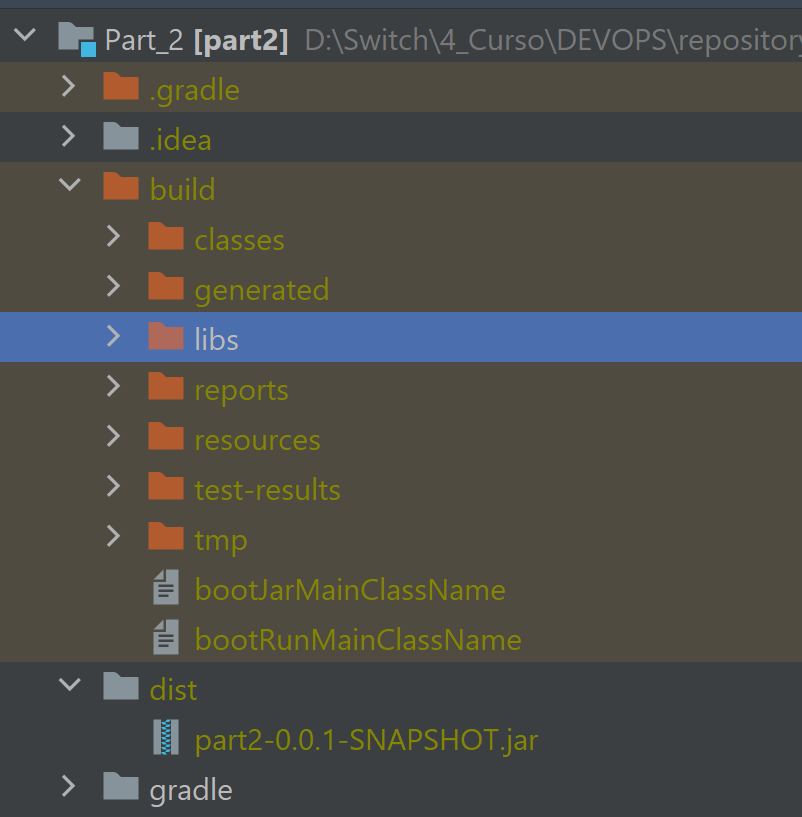 Part_2 [part2] D:\Switch\4_Curso\DEVOPS\repository
.gradle
.idea
build
classes
generated
libs
reports
resources
test-results
tmp
bootJarMainClassName
bootRunMainClassName
dist
part2-0.0.1-SNAPSHOT.jar
gradle